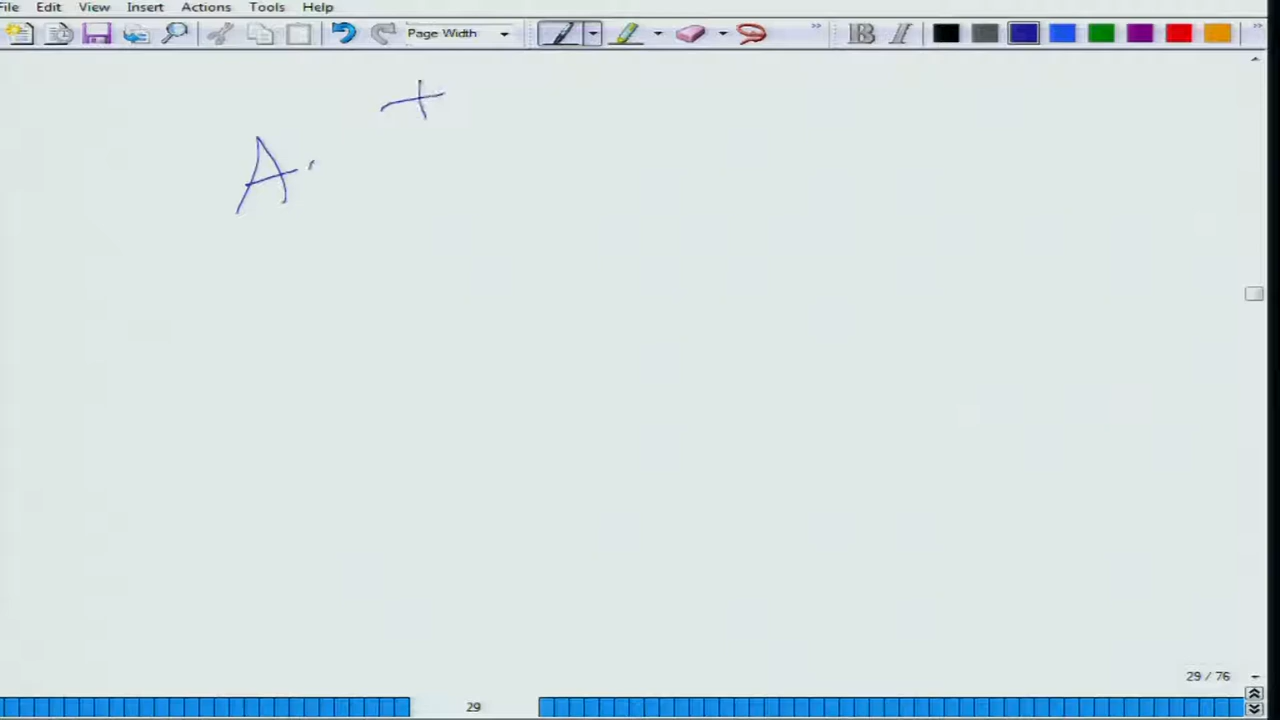 File Edit View Insert Actions Tools Help
Page Width B I
+
A
29 / 76
29